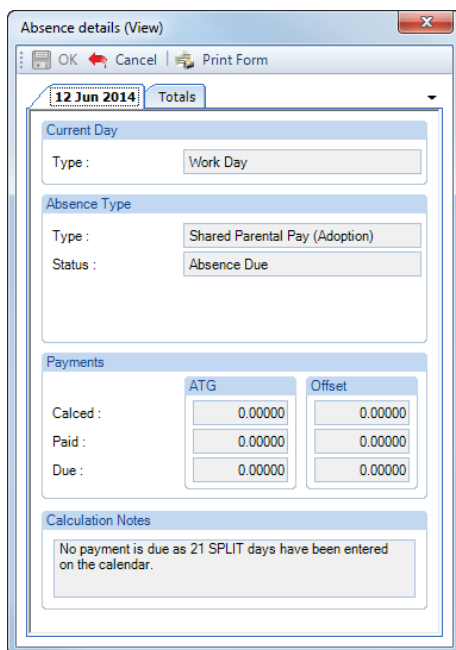 Absence details (View)
OK Cancel Print Form
12 Jun 2014 Totals
Current Day
Type : Work Day
Absence Type
Type : Shared Parental Pay (Adoption)
Status : Absence Due
Payments
ATG Offset
Calced : 0.00000 0.00000
Paid : 0.00000 0.00000
Due : 0.00000 0.00000
Calculation Notes
No payment is due as 21 SPLIT days have been entered
on the calendar.